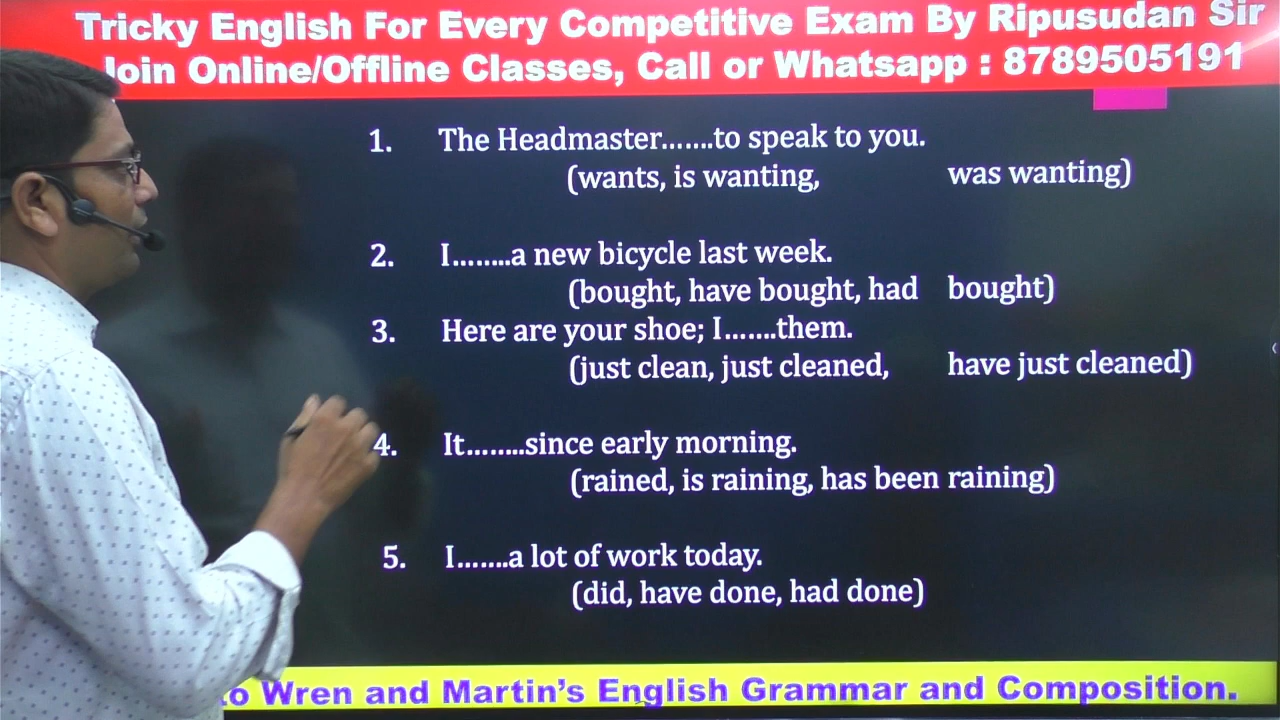 Tricky English For Every Competitive Exam By Ripusudan Sir
Join Online/Offline Classes, Call or Whatsapp : 8789505191
1. The Headmaster.......to speak to you.
(wants, is wanting, was wanting)
2. I........a new bicycle last week.
(bought, have bought, had bought)
3. Here are your shoe; I.......them.
(just clean, just cleaned, have just cleaned)
4. It........since early morning.
(rained, is raining, has been raining)
5. I.......a lot of work today.
(did, have done, had done)
to Wren and Martin's English Grammar and Composition.